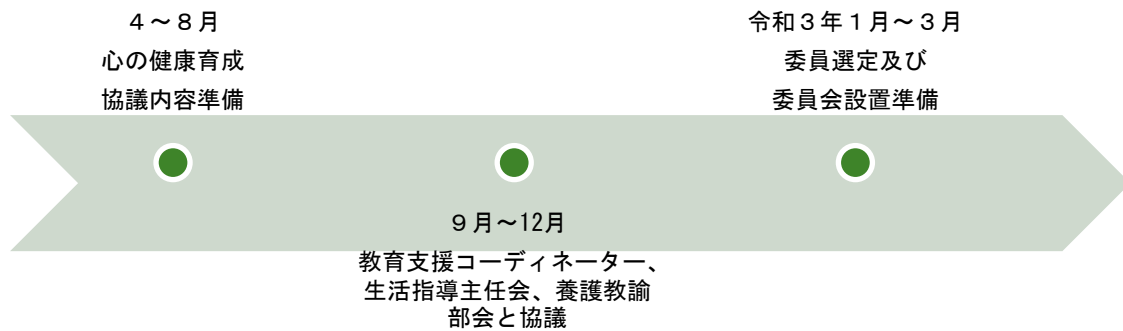 ４～８月
心の健康育成
協議内容準備
９月～12月
教育支援コーディネーター、
生活指導主任会、養護教諭
部会と協議
令和３年１月～３月
委員選定及び
委員会設置準備